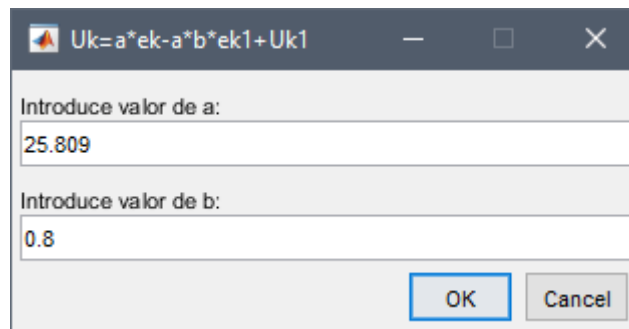 Uk=a*ek-a*b*ek1+Uk1
Introduce valor de a:
25.809
Introduce valor de b:
0.8
OK Cancel